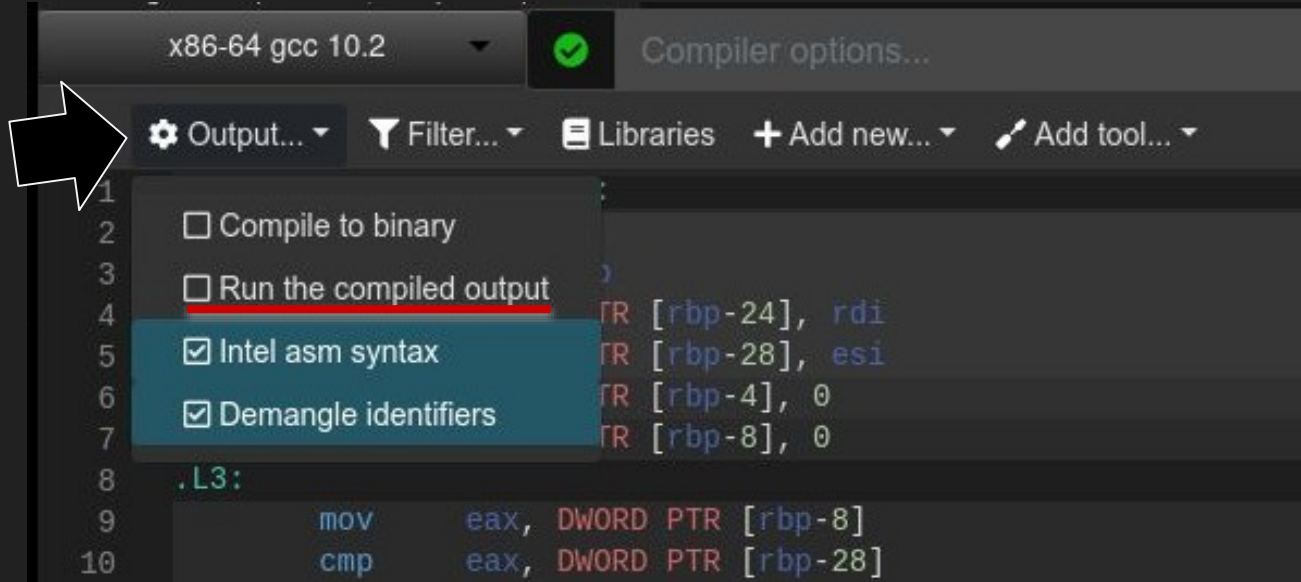 x86-64 gcc 10.2 Compiler options...
Output... Filter... Libraries Add new... Add tool...
1 :
2 Compile to binary
3 Run the compiled output
4 TR [rbp-24], rdi
5 Intel asm syntax TR [rbp-28], esi
6 TR [rbp-4], 0
7 Demangle identifiers TR [rbp-8], 0
8 .L3:
9 mov eax, DWORD PTR [rbp-8]
10 cmp eax, DWORD PTR [rbp-28]